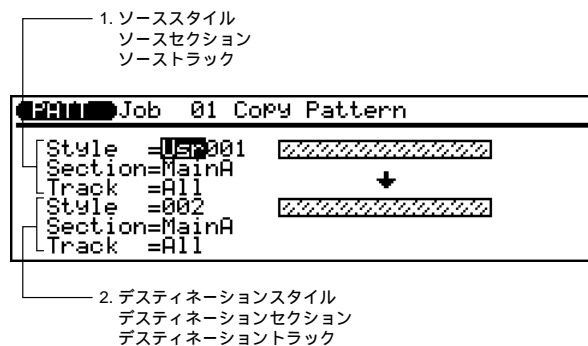 1. ソーススタイル
ソースセクション
ソーストラック
PATT Job 01 Copy Pattern
Style =Usr001
Section=MainA
Track =All
Style =002
Section=MainA
Track =All
2. デスティネーションスタイル
デスティネーションセクション
デスティネーショントラック